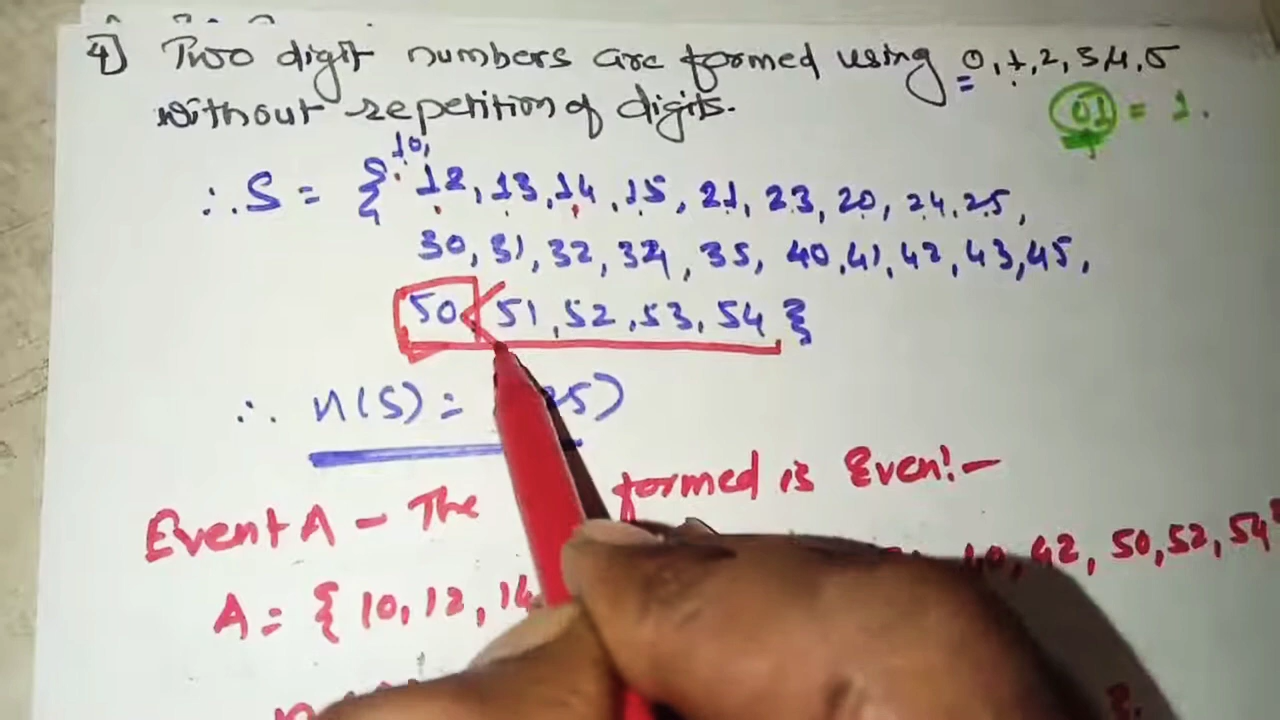 4] Two digit numbers are formed using 0,1,2,3,4,5
without repetition of digits.
01 = 1.
10,
∴ S = { 12, 13, 14, 15, 21, 23, 20, 24, 25,
30, 31, 32, 34, 35, 40, 41, 42, 43, 45,
50 51, 52, 53, 54 }
∴ n(S) = 25)
Event A - The formed is Even!-
A = { 10, 12, 14 40, 42, 50, 52, 54